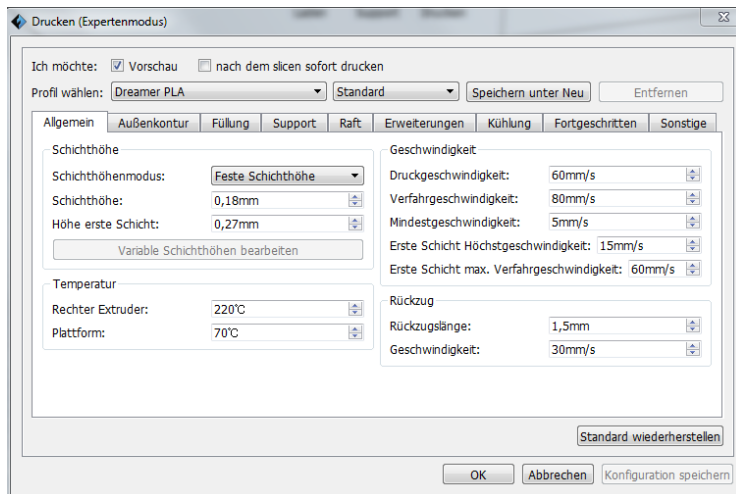 Drucken (Expertenmodus)
Ich möchte: Vorschau nach dem slicen sofort drucken
Profil wählen: Dreamer PLA Standard Speichern unter Neu Entfernen
Allgemein Außenkontur Füllung Support Raft Erweiterungen Kühlung Fortgeschritten Sonstige
Schichthöhe
Schichthöhenmodus: Feste Schichthöhe
Schichthöhe: 0,18mm
Höhe erste Schicht: 0,27mm
Variable Schichthöhen bearbeiten
Temperatur
Rechter Extruder: 220℃
Plattform: 70℃
Geschwindigkeit
Druckgeschwindigkeit: 60mm/s
Verfahrgeschwindigkeit: 80mm/s
Mindestgeschwindigkeit: 5mm/s
Erste Schicht Höchstgeschwindigkeit: 15mm/s
Erste Schicht max. Verfahrgeschwindigkeit: 60mm/s
Rückzug
Rückzugslänge: 1,5mm
Geschwindigkeit: 30mm/s
Standard wiederherstellen
OK Abbrechen Konfiguration speichern